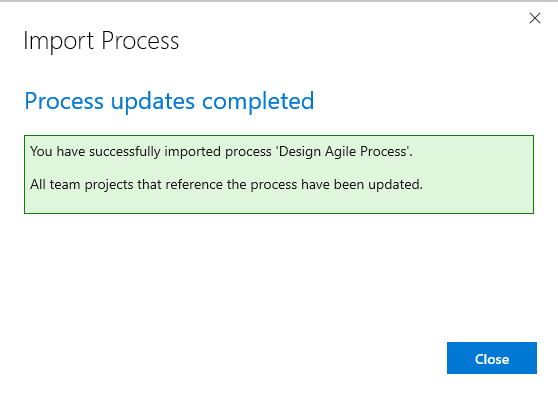 Import Process
Process updates completed
You have successfully imported process 'Design Agile Process'.
All team projects that reference the process have been updated.
Close